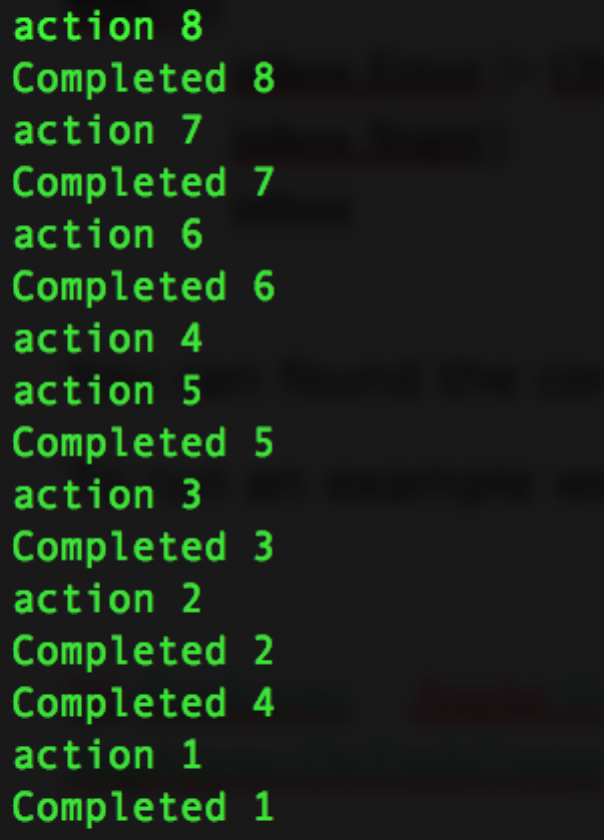 action 8
Completed 8
action 7
Completed 7
action 6
Completed 6
action 4
action 5
Completed 5
action 3
Completed 3
action 2
Completed 2
Completed 4
action 1
Completed 1